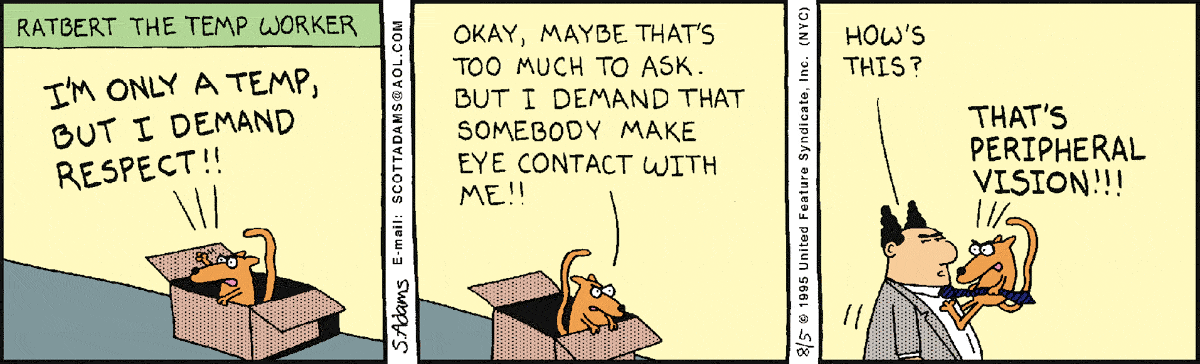 RATBERT THE TEMP WORKER
I'M ONLY A TEMP,
BUT I DEMAND
RESPECT!!
S.Adams
E-mail: SCOTTADAMS@AOL.COM
OKAY, MAYBE THAT'S
TOO MUCH TO ASK.
BUT I DEMAND THAT
SOMEBODY MAKE
EYE CONTACT WITH
ME!!
8/5 © 1995 United Feature Syndicate, Inc. (NYC)
HOW'S
THIS?
THAT'S
PERIPHERAL
VISION!!!